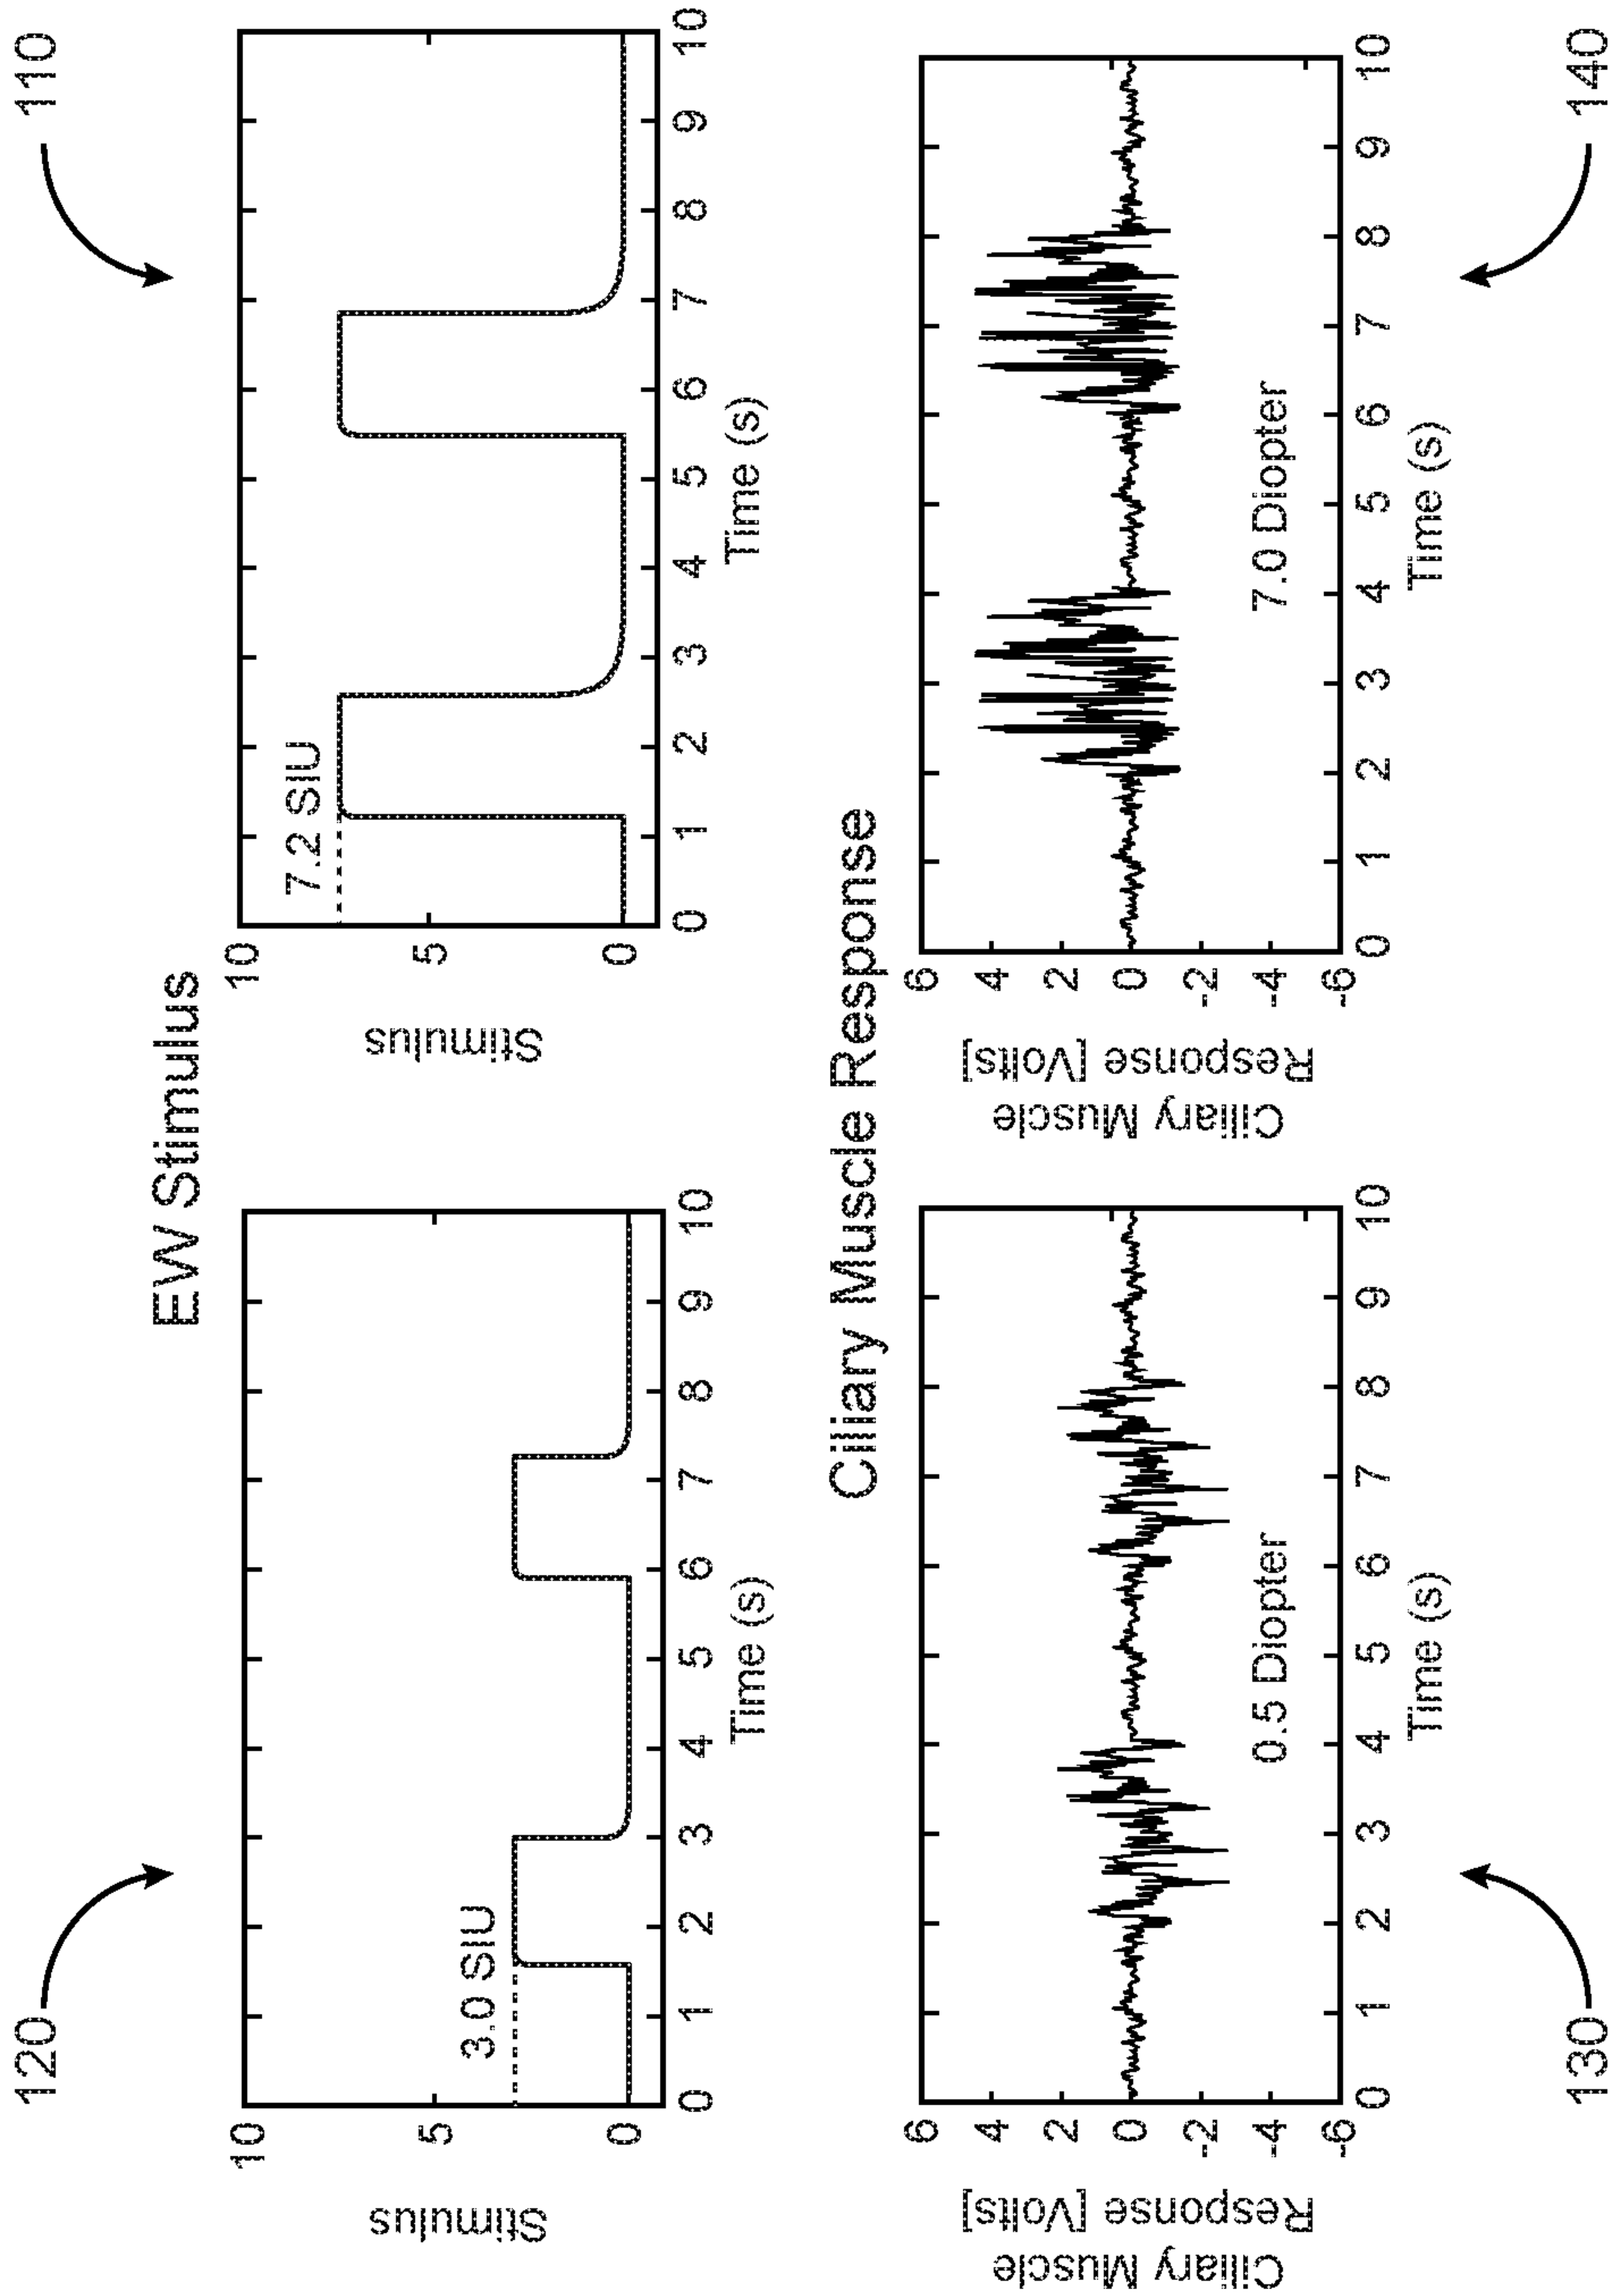 120
110
EW Stimulus
Stimulus
10
5
0
3.0 SIU
0 1 2 3 4 5 6 7 8 9 10
Time (s)
Stimulus
10
5
0
7.2 SIU
0 1 2 3 4 5 6 7 8 9 10
Time (s)
Ciliary Muscle Response
Ciliary Muscle
Response [Volts]
6
4
2
0
-2
-4
-6
0.5 Diopter
0 1 2 3 4 5 6 7 8 9 10
Time (s)
Ciliary Muscle
Response [Volts]
6
4
2
0
-2
-4
-6
7.0 Diopter
0 1 2 3 4 5 6 7 8 9 10
Time (s)
130
140